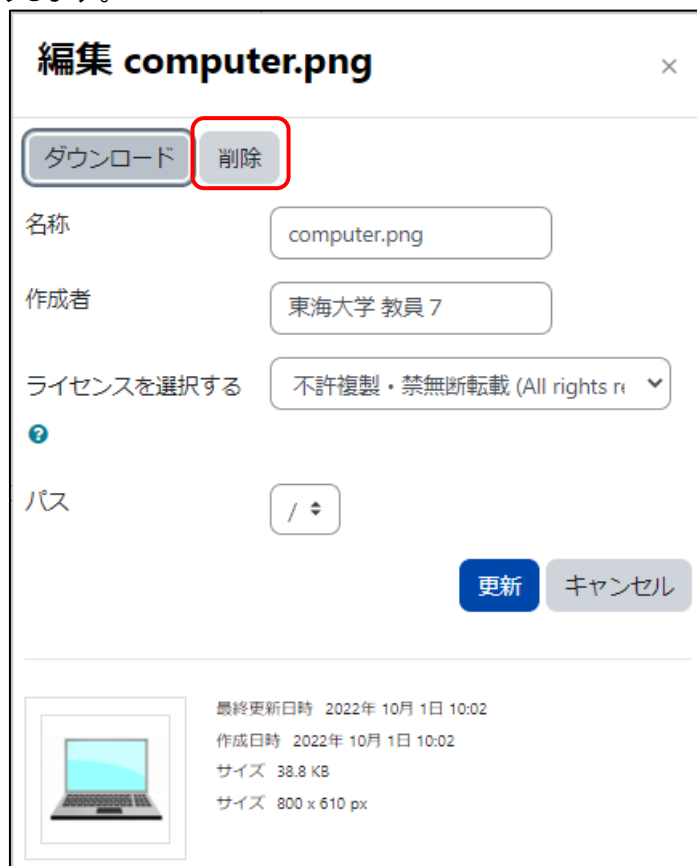 します。
編集 computer.png
×
ダウンロード 削除
名称 computer.png
作成者 東海大学 教員 7
ライセンスを選択する 不許複製・禁無断転載 (All rights re
?
パス /
更新 キャンセル
最終更新日時 2022年 10月 1日 10:02
作成日時 2022年 10月 1日 10:02
サイズ 38.8 KB
サイズ 800 x 610 px